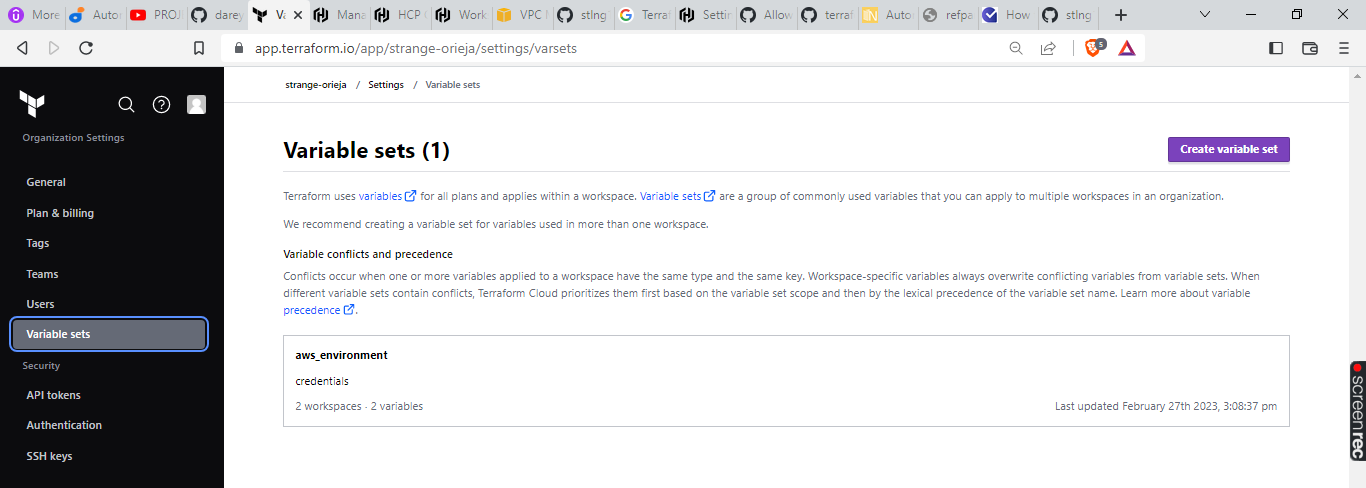 More
Autor
PROJ
darey
Va
Mana
HCP
Work
VPC
stlng
Terraf
Settin
Allow
terraf
Autor
refpa
How
stlng
app.terraform.io/app/strange-orieja/settings/varsets
5
strange-orieja / Settings / Variable sets
Organization Settings
General
Plan & billing
Tags
Teams
Users
Variable sets
Security
API tokens
Authentication
SSH keys
Variable sets (1)
Create variable set
Terraform uses variables for all plans and applies within a workspace. Variable sets are a group of commonly used variables that you can apply to multiple workspaces in an organization.
We recommend creating a variable set for variables used in more than one workspace.
Variable conflicts and precedence
Conflicts occur when one or more variables applied to a workspace have the same type and the same key. Workspace-specific variables always overwrite conflicting variables from variable sets. When
different variable sets contain conflicts, Terraform Cloud prioritizes them first based on the variable set scope and then by the lexical precedence of the variable set name. Learn more about variable
precedence .
aws_environment
credentials
2 workspaces · 2 variables
Last updated February 27th 2023, 3:08:37 pm
screenrec